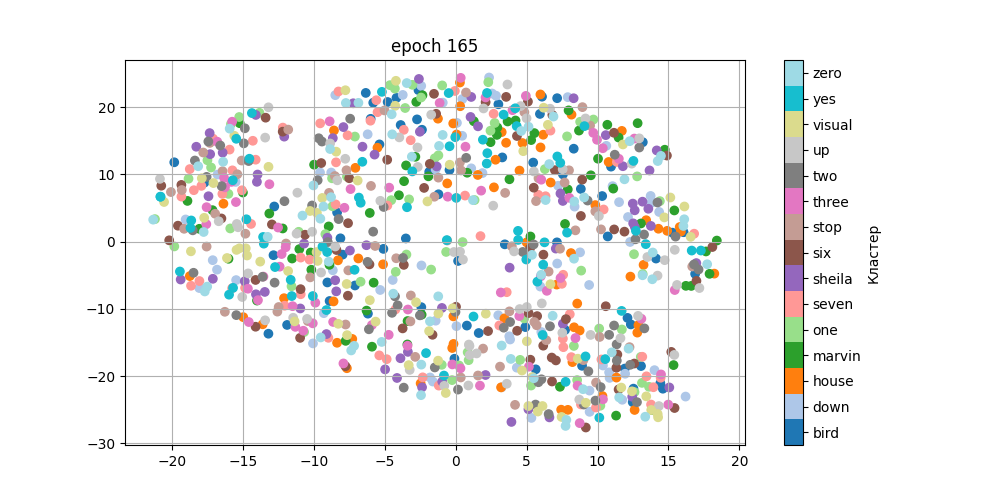 epoch 165
20
10
0
−10
−20
−30
−20
−15
−10
−5
0
5
10
15
20
zero
yes
visual
up
two
three
stop
six
sheila
seven
one
marvin
house
down
bird
Кластер